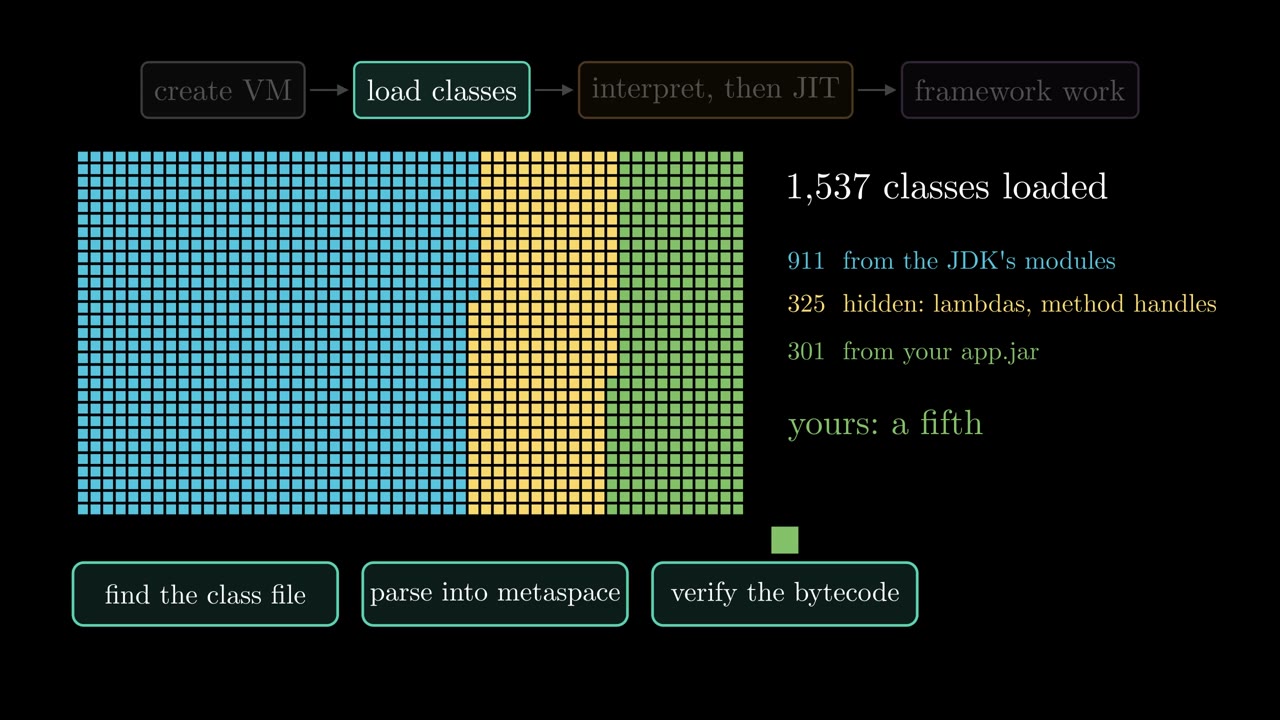 create VM
load classes
interpret, then JIT
framework work
1,537 classes loaded
911 from the JDK's modules
325 hidden: lambdas, method handles
301 from your app.jar
yours: a fifth
find the class file
parse into metaspace
verify the bytecode